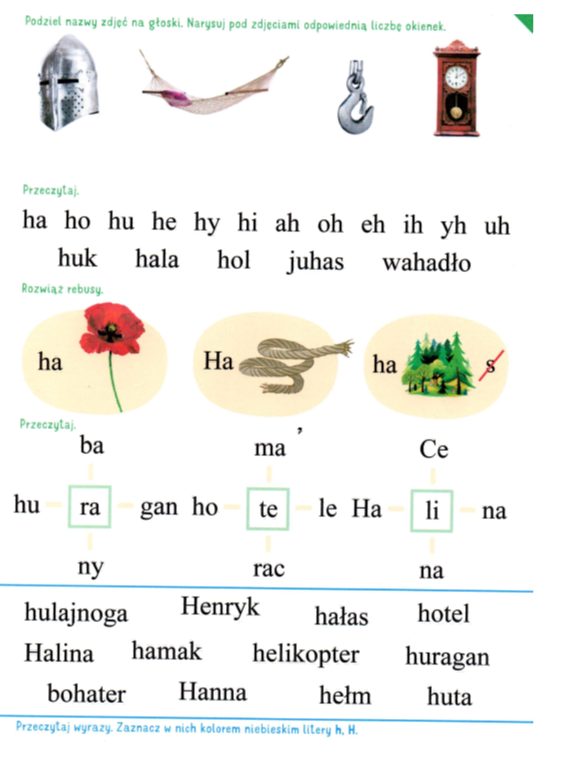 Podziel nazwy zdjęć na głoski. Narysuj pod zdjęciami odpowiednią liczbę okienek.
Przeczytaj.
ha ho hu he hy hi ah oh eh ih yh uh
huk hala hol juhas wahadło
Rozwiąż rebusy.
ha Ha ha s
Przeczytaj.
ba ma Ce
hu ra gan ho te le Ha li na
ny rac na
hulajnoga Henryk hałas hotel
Halina hamak helikopter huragan
bohater Hanna hełm huta
Przeczytaj wyrazy. Zaznacz w nich kolorem niebieskim litery h, H.